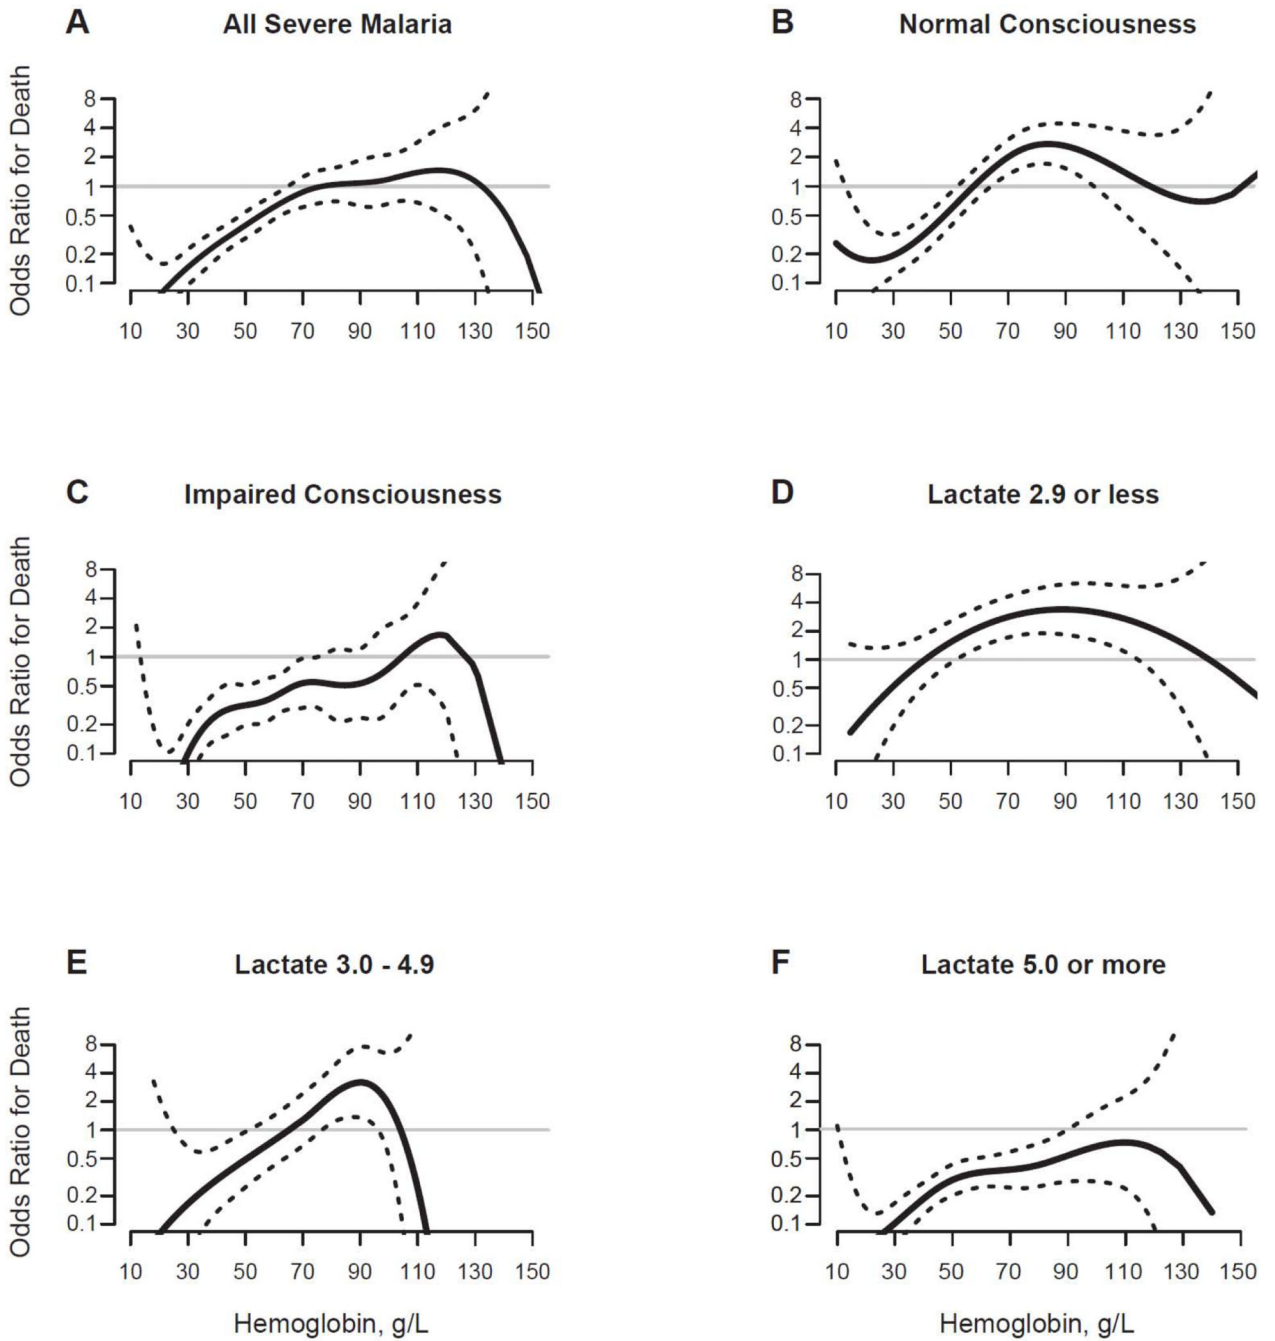 A All Severe Malaria
B Normal Consciousness
Odds Ratio for Death
8
4
2
1
0.5
0.2
0.1
10 30 50 70 90 110 130 150
8
4
2
1
0.5
0.2
0.1
10 30 50 70 90 110 130 150
C Impaired Consciousness
D Lactate 2.9 or less
Odds Ratio for Death
8
4
2
1
0.5
0.2
0.1
10 30 50 70 90 110 130 150
8
4
2
1
0.5
0.2
0.1
10 30 50 70 90 110 130 150
E Lactate 3.0 - 4.9
F Lactate 5.0 or more
Odds Ratio for Death
8
4
2
1
0.5
0.2
0.1
10 30 50 70 90 110 130 150
Hemoglobin, g/L
8
4
2
1
0.5
0.2
0.1
10 30 50 70 90 110 130 150
Hemoglobin, g/L